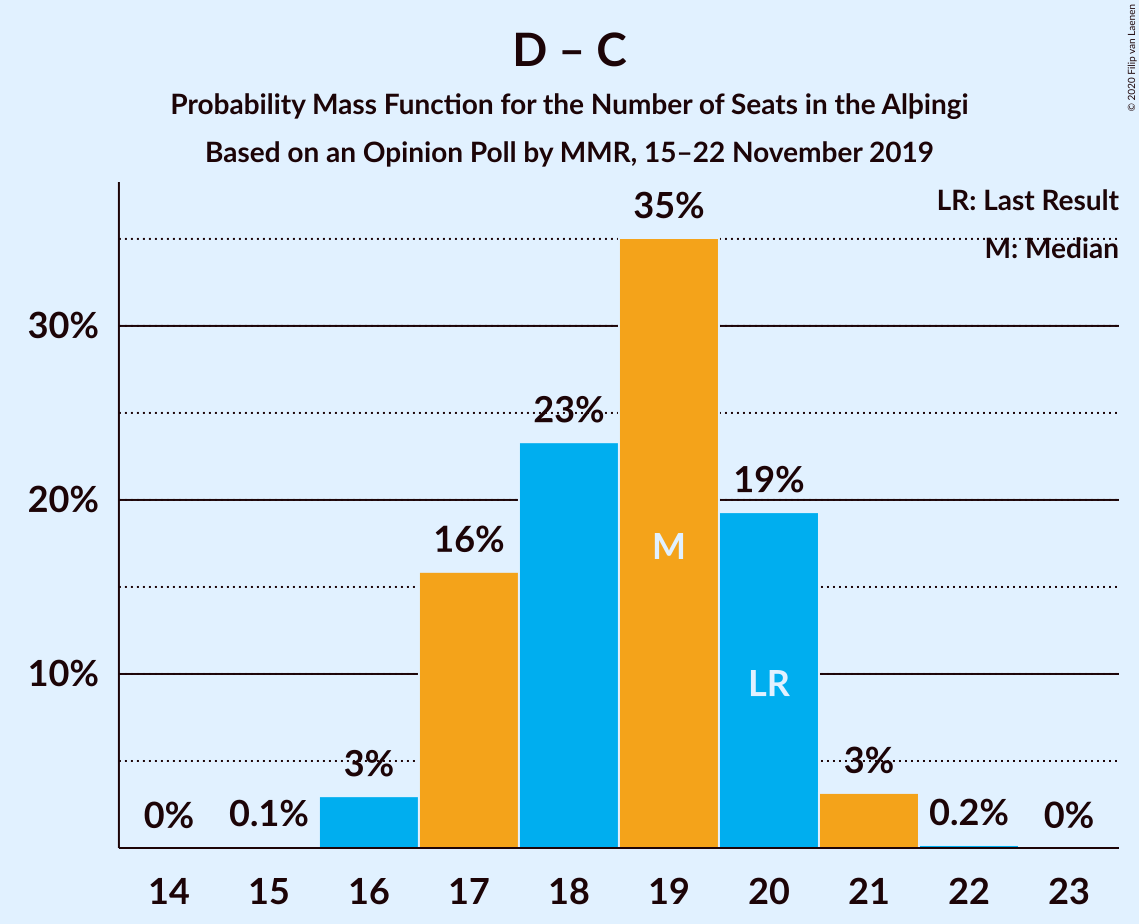 D – C
Probability Mass Function for the Number of Seats in the Alþingi
Based on an Opinion Poll by MMR, 15–22 November 2019
© 2020 Filip van Laenen
LR: Last Result
M: Median
30%
20%
10%
0%
0.1%
3%
16%
23%
35%
19%
3%
0.2%
0%
M
LR
14 15 16 17 18 19 20 21 22 23